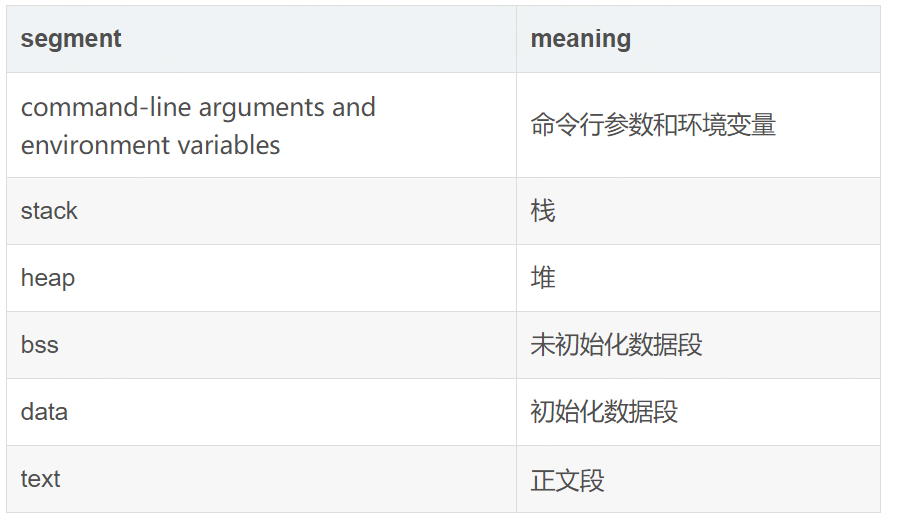 segment meaning
command-line arguments and
environment variables
命令行参数和环境变量
stack 栈
heap 堆
bss 未初始化数据段
data 初始化数据段
text 正文段